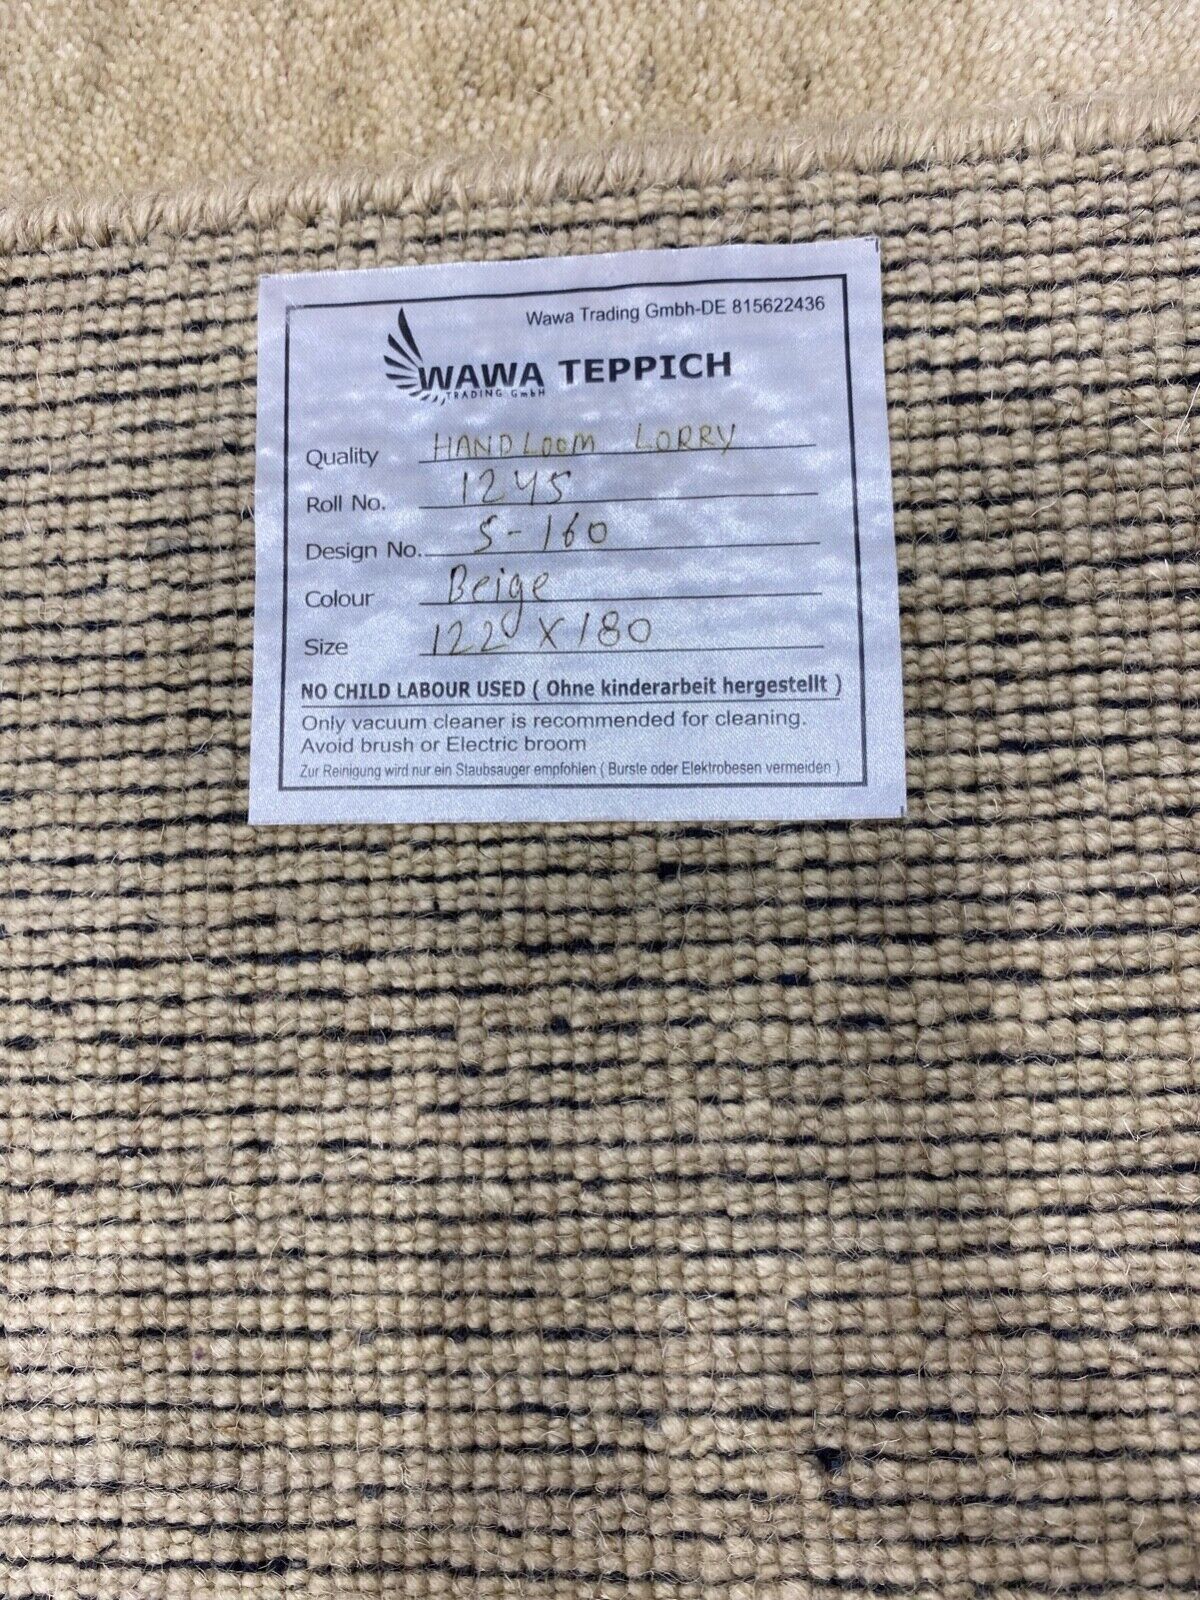 Wawa Trading Gmbh-DE 815622436
WAWA TEPPICH
TRADING GmbH
Quality HANDLOOM LORRY
Roll No. 1245
Design No. S-160
Colour Beige
Size 122 X 180
NO CHILD LABOUR USED ( Ohne kinderarbeit hergestellt )
Only vacuum cleaner is recommended for cleaning.
Avoid brush or Electric broom
Zur Reinigung wird nur ein Staubsauger empfohlen ( Burste oder Elektrobesen vermeiden )